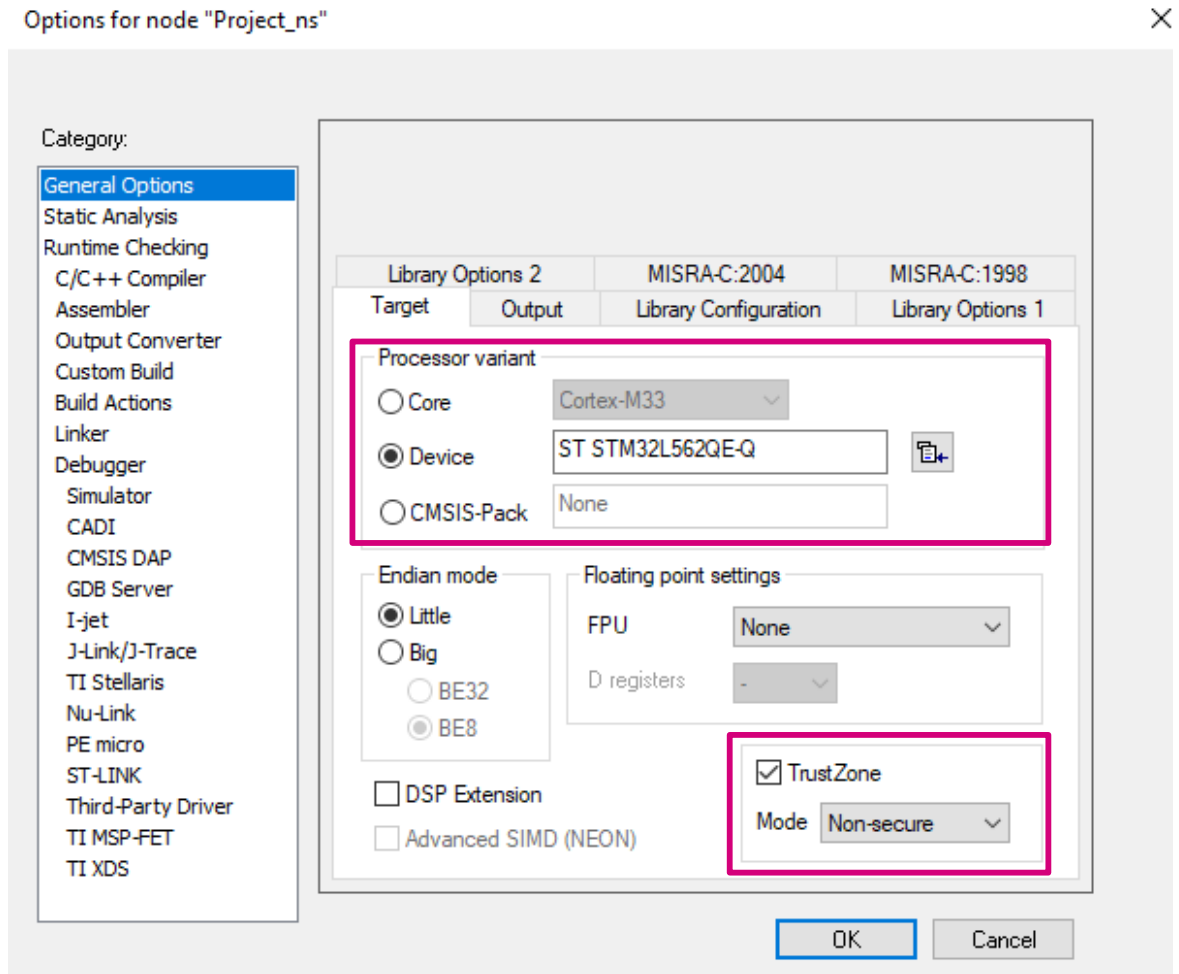 Options for node "Project_ns"
Category:
General Options
Static Analysis
Runtime Checking
C/C++ Compiler
Assembler
Output Converter
Custom Build
Build Actions
Linker
Debugger
Simulator
CADI
CMSIS DAP
GDB Server
I-jet
J-Link/J-Trace
TI Stellaris
Nu-Link
PE micro
ST-LINK
Third-Party Driver
TI MSP-FET
TI XDS
Library Options 2 MISRA-C:2004 MISRA-C:1998
Target Output Library Configuration Library Options 1
Processor variant
Core Cortex-M33
Device ST STM32L562QE-Q
CMSIS-Pack None
Endian mode
Little
Big
BE32
BE8
Floating point settings
FPU None
D registers -
DSP Extension
Advanced SIMD (NEON)
TrustZone
Mode Non-secure
OK Cancel